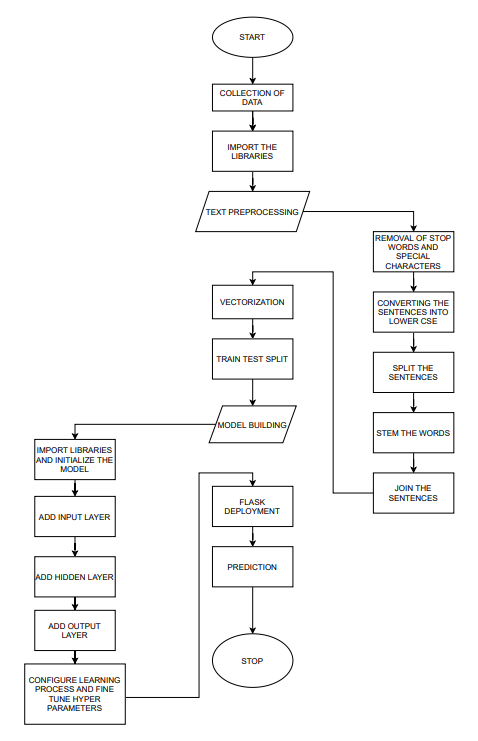 START
COLLECTION OF
DATA
IMPORT THE
LIBRARIES
TEXT PREPROCESSING
REMOVAL OF STOP
WORDS AND
SPECIAL
CHARACTERS
CONVERTING THE
SENTENCES INTO
LOWER CSE
SPLIT THE
SENTENCES
STEM THE WORDS
JOIN THE
SENTENCES
VECTORIZATION
TRAIN TEST SPLIT
MODEL BUILDING
IMPORT LIBRARIES
AND INITIALIZE THE
MODEL
ADD INPUT LAYER
ADD HIDDEN LAYER
ADD OUTPUT
LAYER
CONFIGURE LEARNING
PROCESS AND FINE
TUNE HYPER
PARAMETERS
FLASK
DEPLOYMENT
PREDICTION
STOP